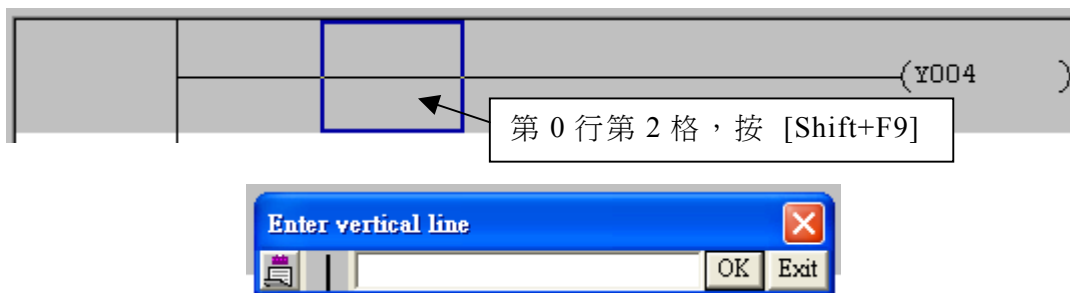 (Y004 )
第 0 行第 2 格，按 [Shift+F9]
Enter vertical line
OK Exit